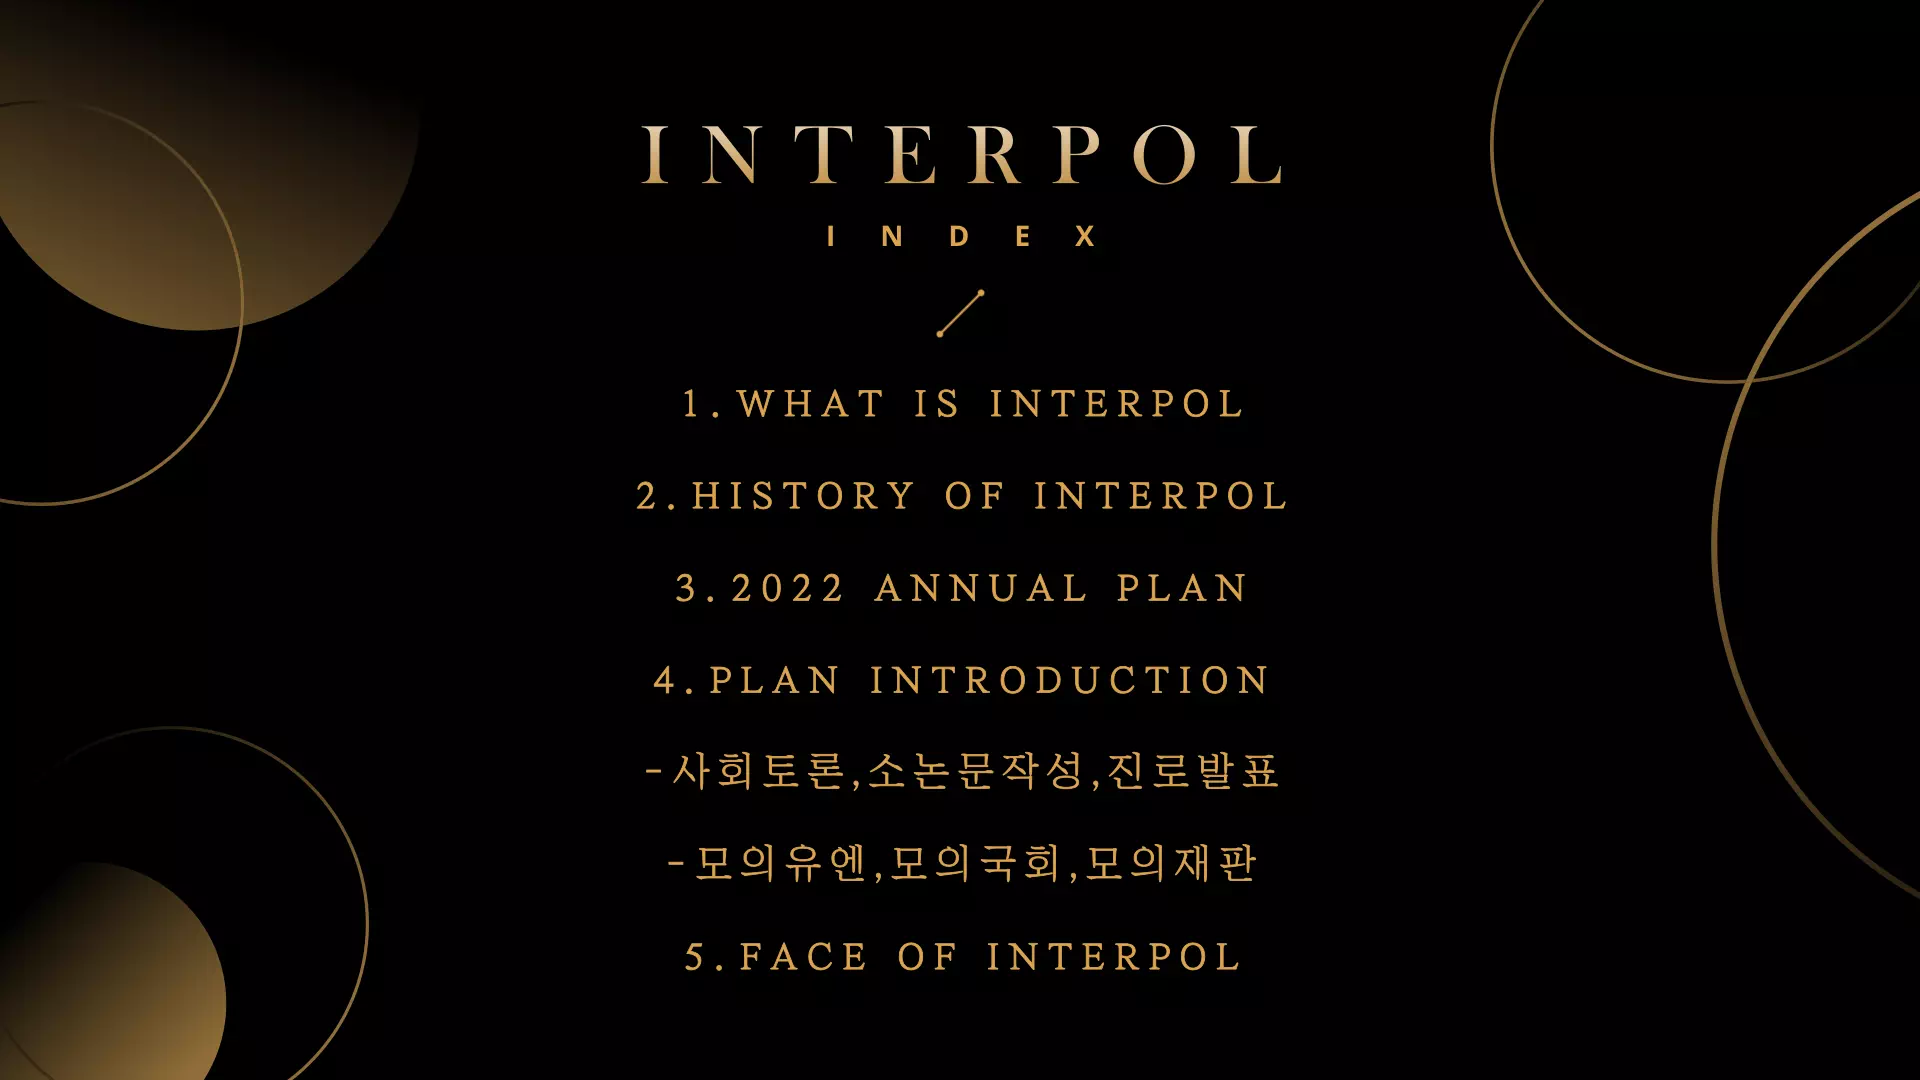 INTERPOL
INDEX
1. WHAT IS INTERPOL
2. HISTORY OF INTERPOL
3. 2022 ANNUAL PLAN
4. PLAN INTRODUCTION
-사회토론,소논문작성,진로발표
-모의유엔,모의국회,모의재판
5. FACE OF INTERPOL